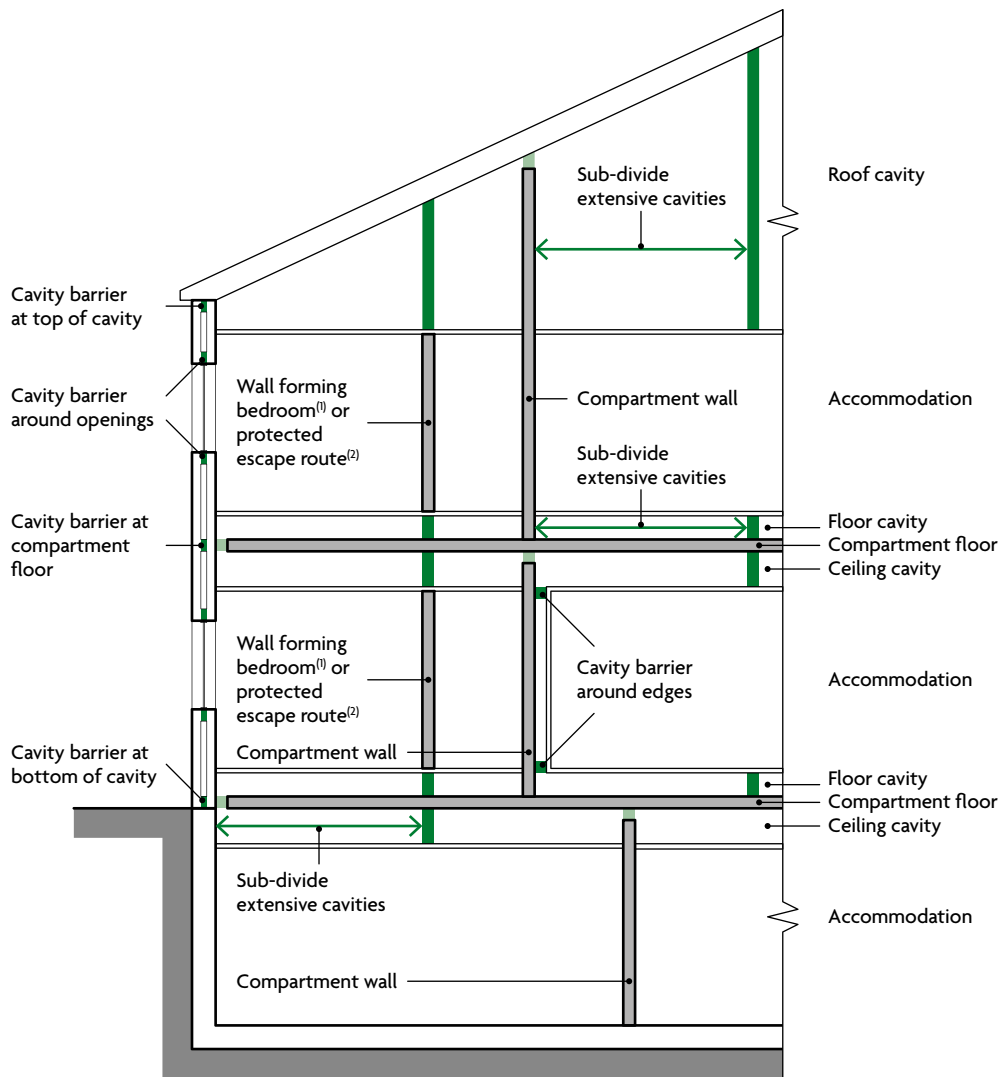 Roof cavity
Sub-divide
extensive cavities
Cavity barrier
at top of cavity
Cavity barrier
around openings
Wall forming
bedroom⁽¹⁾ or
protected
escape route⁽²⁾
Compartment wall
Accommodation
Sub-divide
extensive cavities
Cavity barrier at
compartment
floor
Floor cavity
Compartment floor
Ceiling cavity
Wall forming
bedroom⁽¹⁾ or
protected
escape route⁽²⁾
Cavity barrier
around edges
Accommodation
Compartment wall
Cavity barrier at
bottom of cavity
Floor cavity
Compartment floor
Ceiling cavity
Sub-divide
extensive cavities
Accommodation
Compartment wall